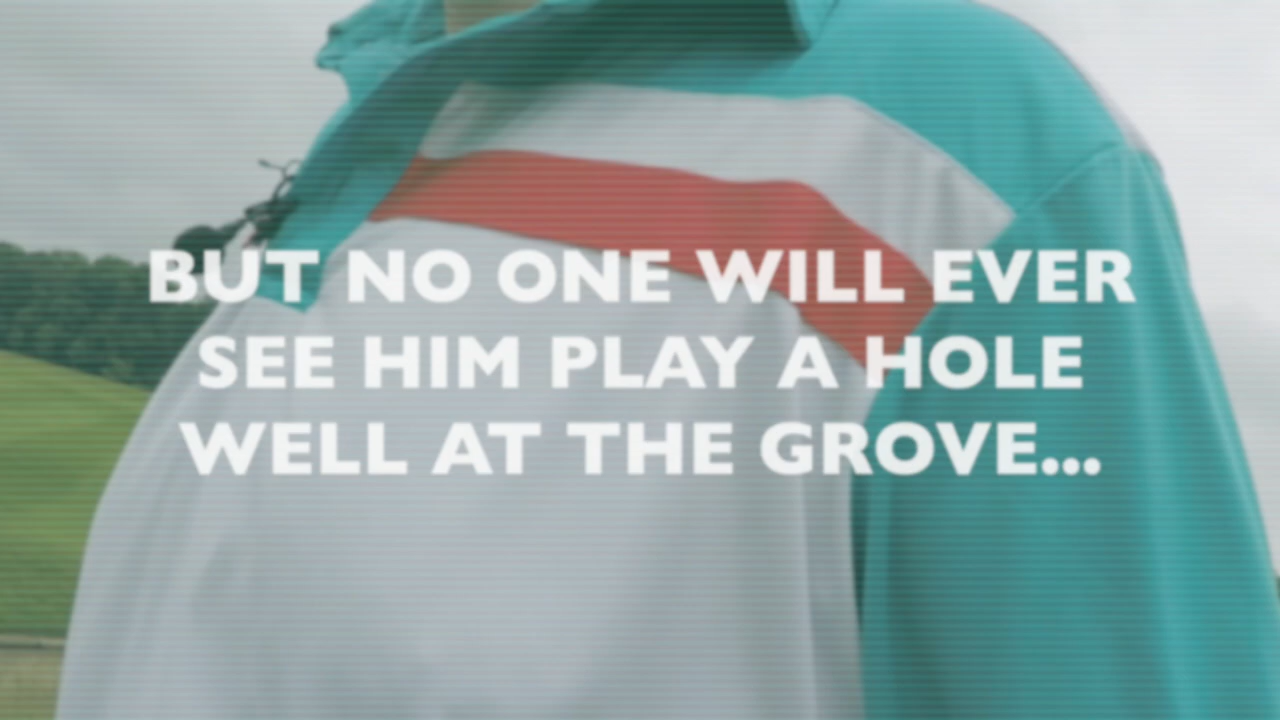 BUT NO ONE WILL EVER
SEE HIM PLAY A HOLE
WELL AT THE GROVE...